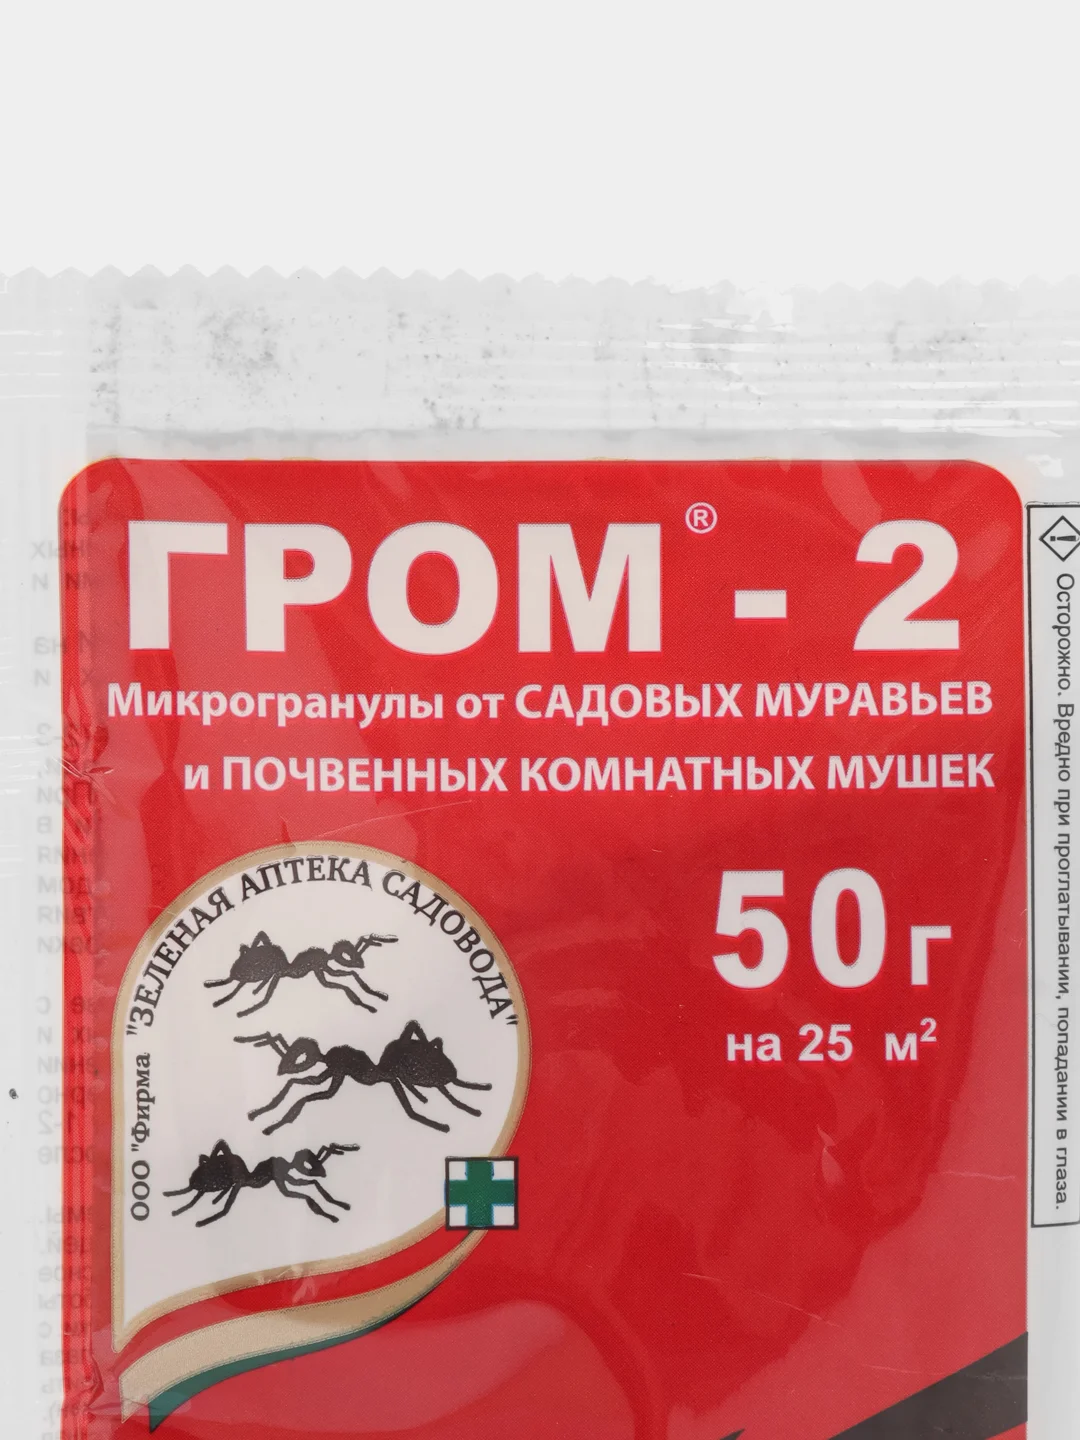 ГРОМ® - 2
Микрогранулы от САДОВЫХ МУРАВЬЕВ
и ПОЧВЕННЫХ КОМНАТНЫХ МУШЕК
50 г
на 25 м²
ООО "Фирма "ЗЕЛЕНАЯ АПТЕКА САДОВОДА"
Осторожно. Вредно при проглатывании, попадании в глаза.